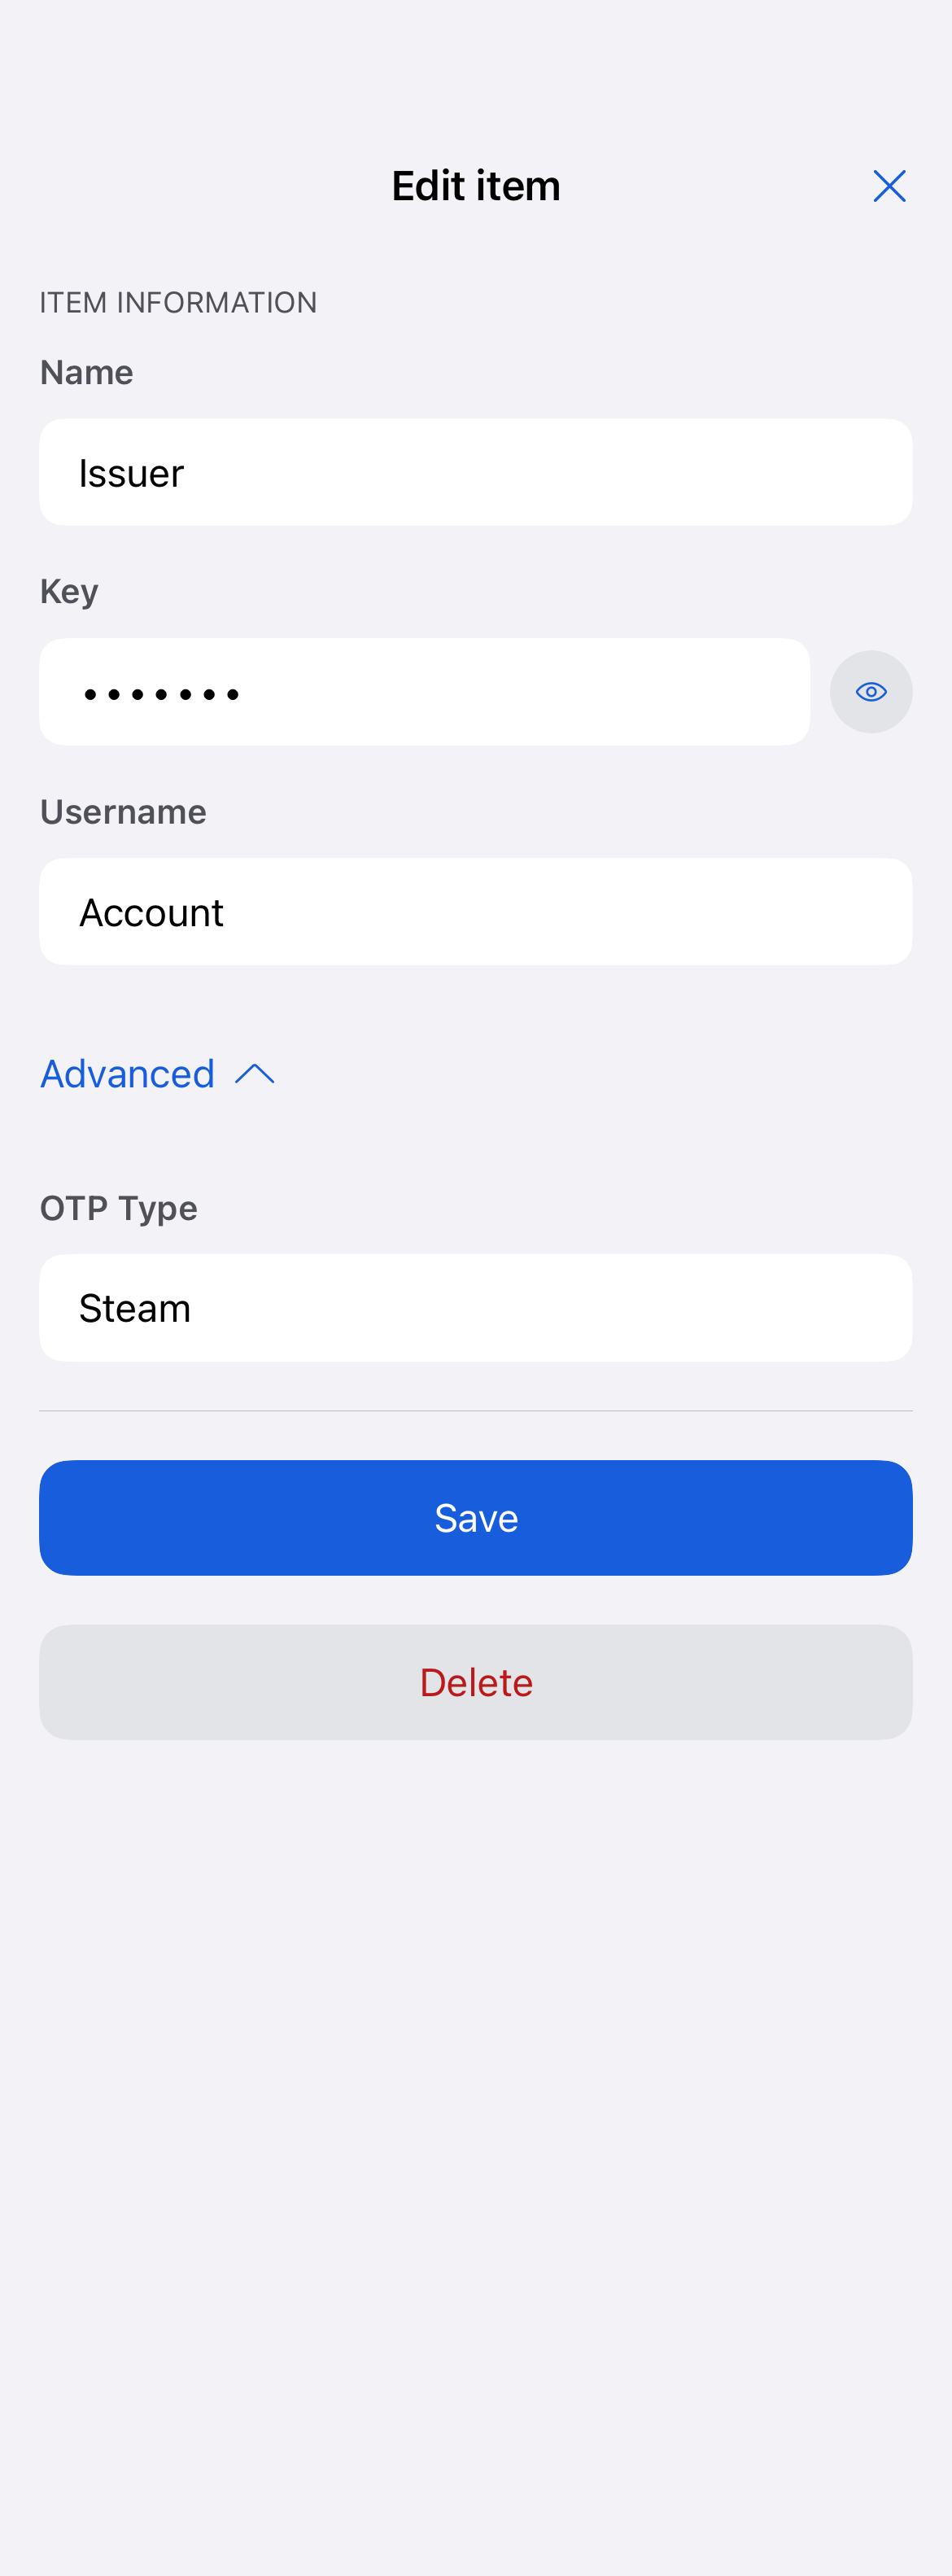 Edit item
ITEM INFORMATION
Name
Issuer
Key
•••••••
Username
Account
Advanced
OTP Type
Steam
Save
Delete